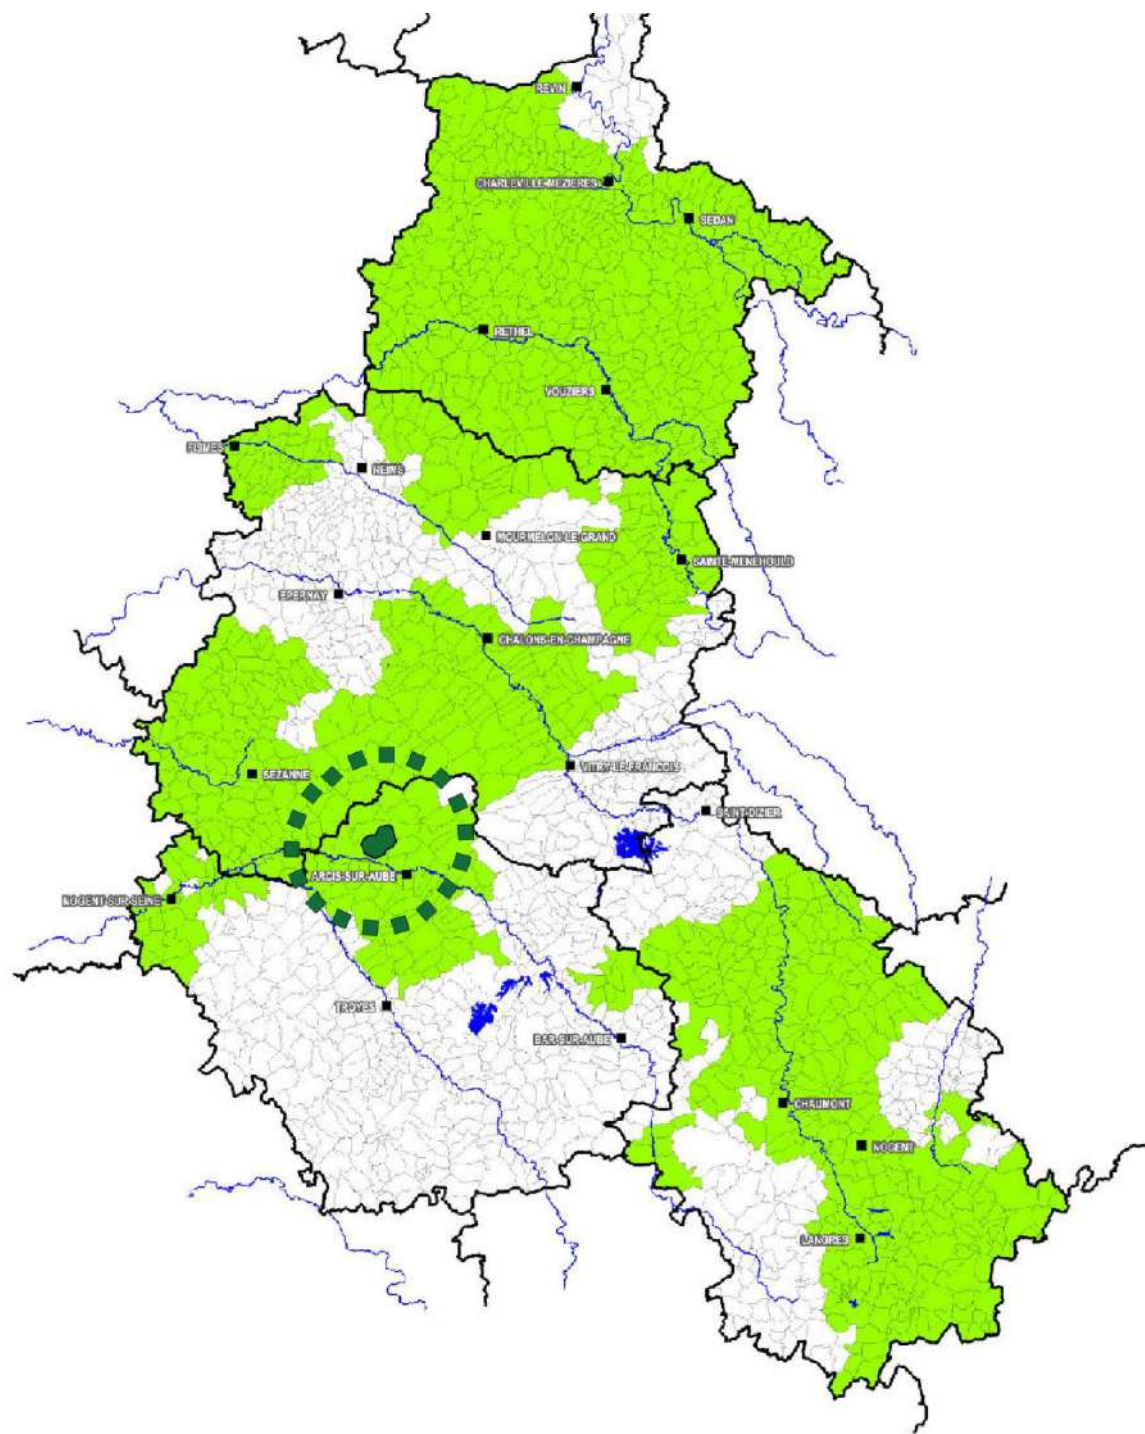 REVIN
CHARLEVILLE-MEZIERES
SEDAN
RETHEL
VOUZIERS
FISMES
REIMS
MOURMELON-LE-GRAND
SAINTE-MENEHOULD
EPERNAY
CHALONS-EN-CHAMPAGNE
VITRY-LE-FRANCOIS
SEZANNE
SAINT-DIZIER
ARCIS-SUR-AUBE
NOGENT-SUR-SEINE
TROYES
BAR-SUR-AUBE
CHAUMONT
NOGENT
LANGRES